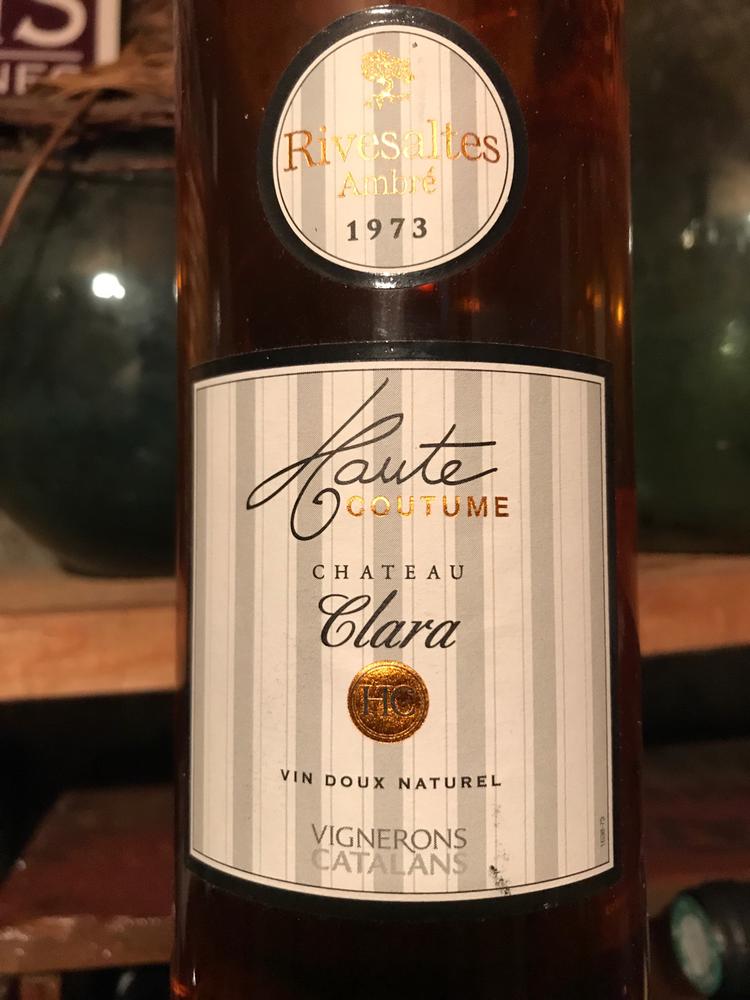 Rivesaltes
Ambré
1973
Haute
COUTUME
CHATEAU
Clara
HC
VIN DOUX NATUREL
VIGNERONS
CATALANS